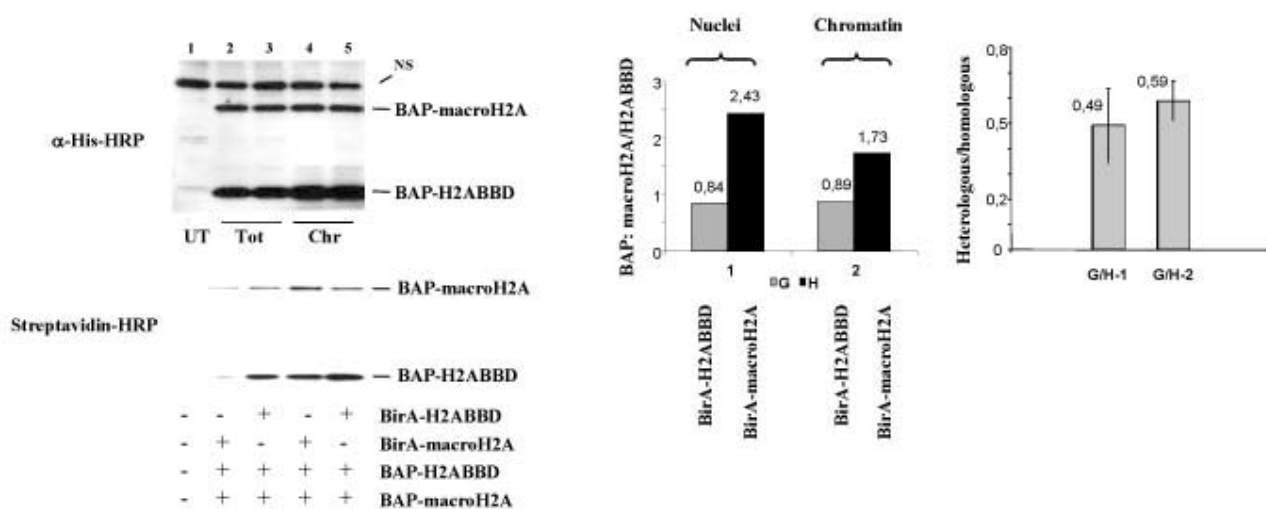 1 2 3 4 5
NS
BAP-macroH2A
α-His-HRP
BAP-H2ABBD
UT Tot Chr
BAP-macroH2A
Streptavidin-HRP
BAP-H2ABBD
- - + - + BirA-H2ABBD
- + - + - BirA-macroH2A
- + + + + BAP-H2ABBD
- + + + + BAP-macroH2A
Nuclei Chromatin
BAP: macroH2A/H2ABBD
3
2
1
0
0,84 2,43 0,89 1,73
1 2
G H
BirA-H2ABBD
BirA-macroH2A
BirA-H2ABBD
BirA-macroH2A
Heterologous/homologous
0,8
0,5
0,2
0
0,49 0,59
G/H-1 G/H-2